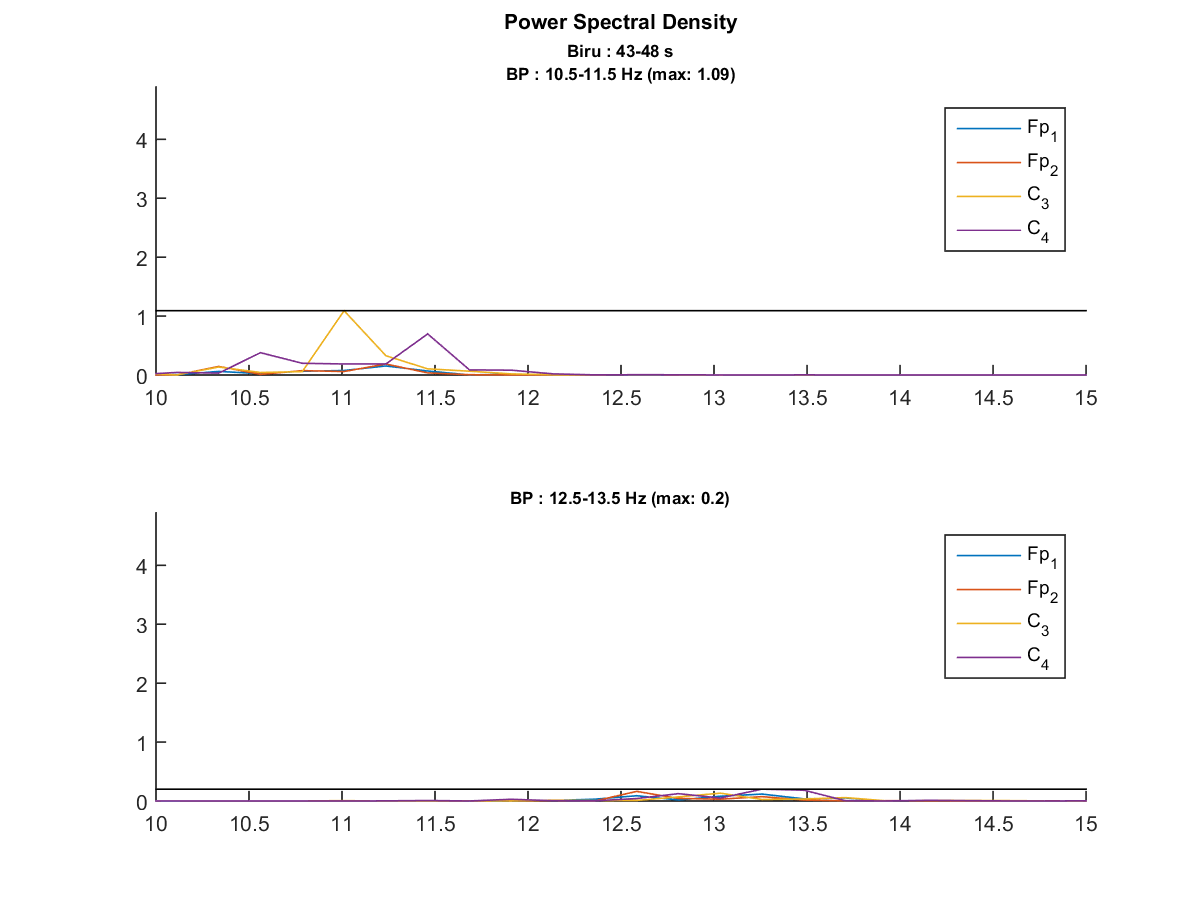 Power Spectral Density
Biru : 43-48 s
BP : 10.5-11.5 Hz (max: 1.09)
4
3
2
1
0
10 10.5 11 11.5 12 12.5 13 13.5 14 14.5 15
Fp1
Fp2
C3
C4
BP : 12.5-13.5 Hz (max: 0.2)
4
3
2
1
0
10 10.5 11 11.5 12 12.5 13 13.5 14 14.5 15
Fp1
Fp2
C3
C4